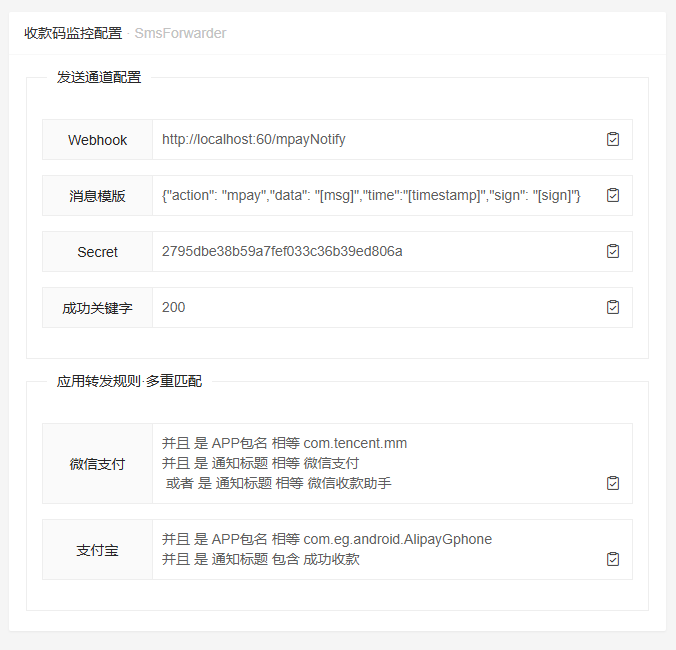 收款码监控配置 · SmsForwarder
发送通道配置
Webhook http://localhost:60/mpayNotify
消息模版 {"action": "mpay","data": "[msg]","time":"[timestamp]","sign": "[sign]"}
Secret 2795dbe38b59a7fef033c36b39ed806a
成功关键字 200
应用转发规则·多重匹配
微信支付
并且 是 APP包名 相等 com.tencent.mm
并且 是 通知标题 相等 微信支付
或者 是 通知标题 相等 微信收款助手
支付宝
并且 是 APP包名 相等 com.eg.android.AlipayGphone
并且 是 通知标题 包含 成功收款